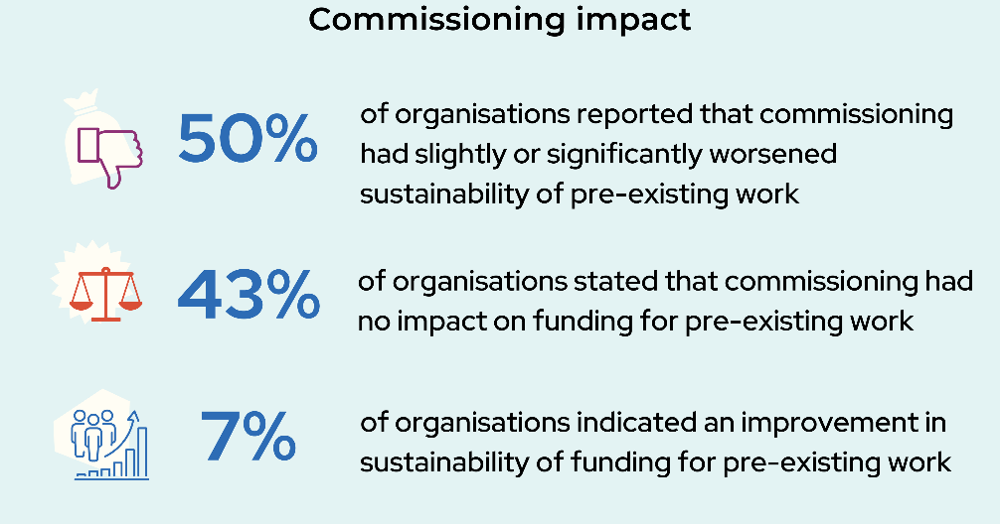 Commissioning impact
50%
of organisations reported that commissioning
had slightly or significantly worsened
sustainability of pre-existing work
43%
of organisations stated that commissioning had
no impact on funding for pre-existing work
7%
of organisations indicated an improvement in
sustainability of funding for pre-existing work